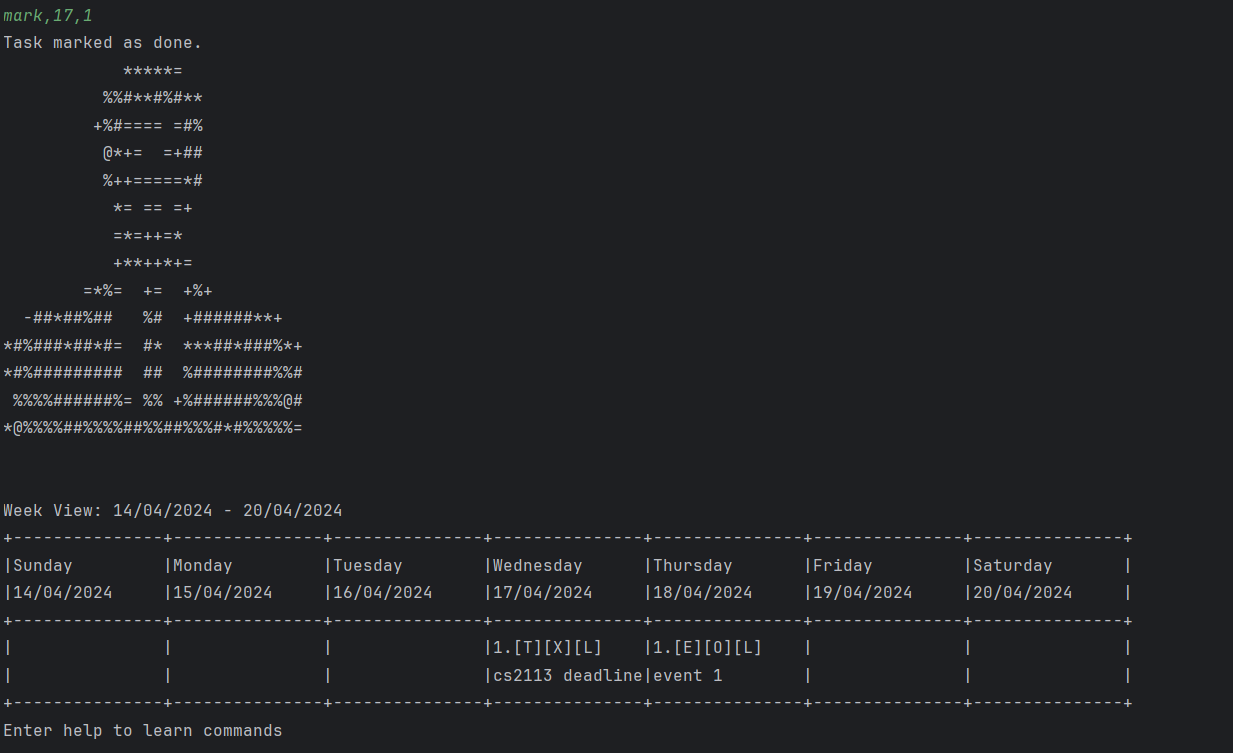 mark,17,1
Task marked as done.
            *****=
          %%#**#%#**
         +%#==== =#%
          @*+=  =+##
          %++=====*#
           *= == =+
           =*=++=*
           +**++*+=
        =*%=  +=  +%+
  -##*##%##   %#  +######**+
*#%###*##*#=  #*  ***##*###%*+
*#%#########  ##  %########%%#
 %%%%######%= %% +%######%%%@#
*@%%%%##%%%%##%%##%%%#*#%%%%%=
Week View: 14/04/2024 - 20/04/2024
+---------------+---------------+---------------+---------------+---------------+---------------+---------------+
|Sunday         |Monday         |Tuesday        |Wednesday      |Thursday       |Friday         |Saturday       |
|14/04/2024     |15/04/2024     |16/04/2024     |17/04/2024     |18/04/2024     |19/04/2024     |20/04/2024     |
+---------------+---------------+---------------+---------------+---------------+---------------+---------------+
|               |               |               |1.[T][X][L]    |1.[E][O][L]    |               |               |
|               |               |               |cs2113 deadline|event 1        |               |               |
+---------------+---------------+---------------+---------------+---------------+---------------+---------------+
Enter help to learn commands